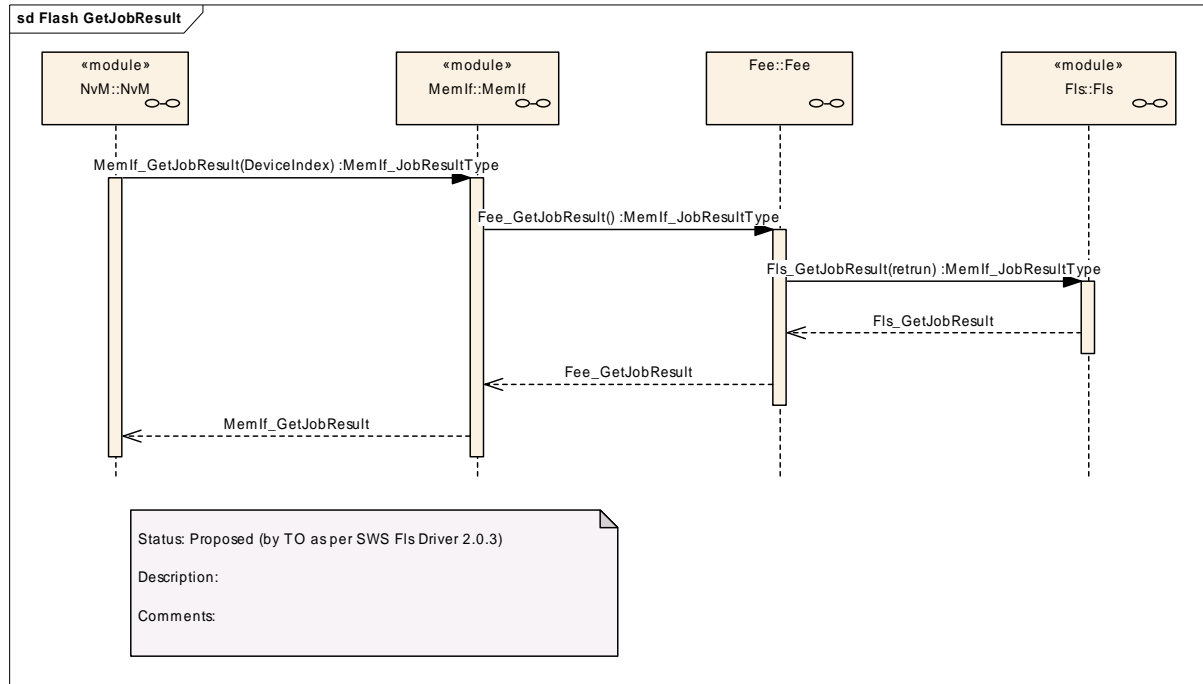 sd Flash GetJobResult
«module»
NvM::NvM
«module»
MemIf::MemIf
Fee::Fee
«module»
Fls::Fls
MemIf_GetJobResult(DeviceIndex) :MemIf_JobResultType
Fee_GetJobResult() :MemIf_JobResultType
Fls_GetJobResult(retrun) :MemIf_JobResultType
Fls_GetJobResult
Fee_GetJobResult
MemIf_GetJobResult
Status: Proposed (by TO as per SWS Fls Driver 2.0.3)
Description:
Comments: